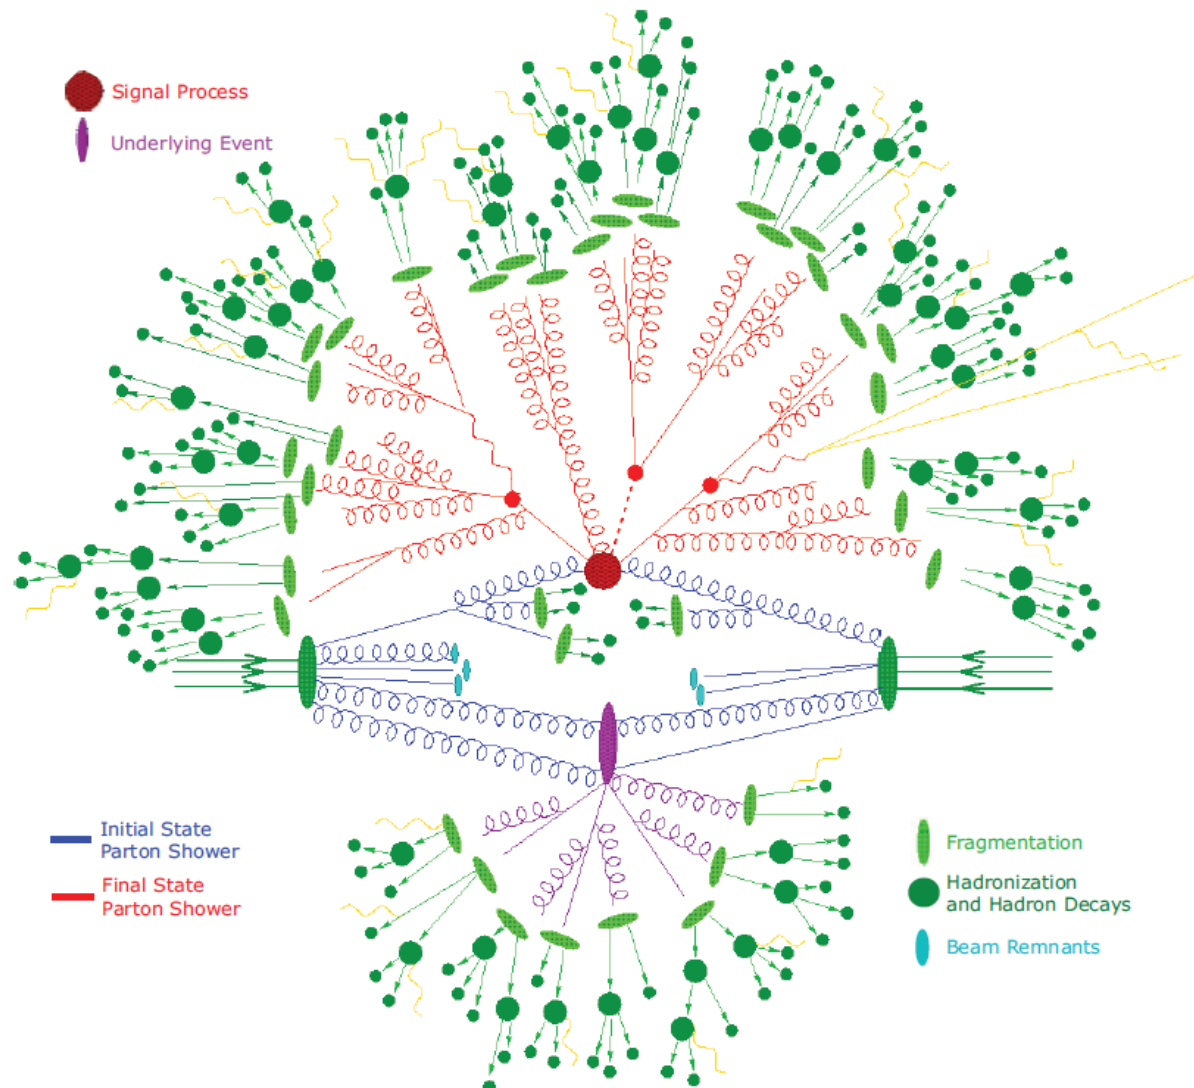 Signal Process
Underlying Event
Initial State
Parton Shower
Final State
Parton Shower
Fragmentation
Hadronization
and Hadron Decays
Beam Remnants